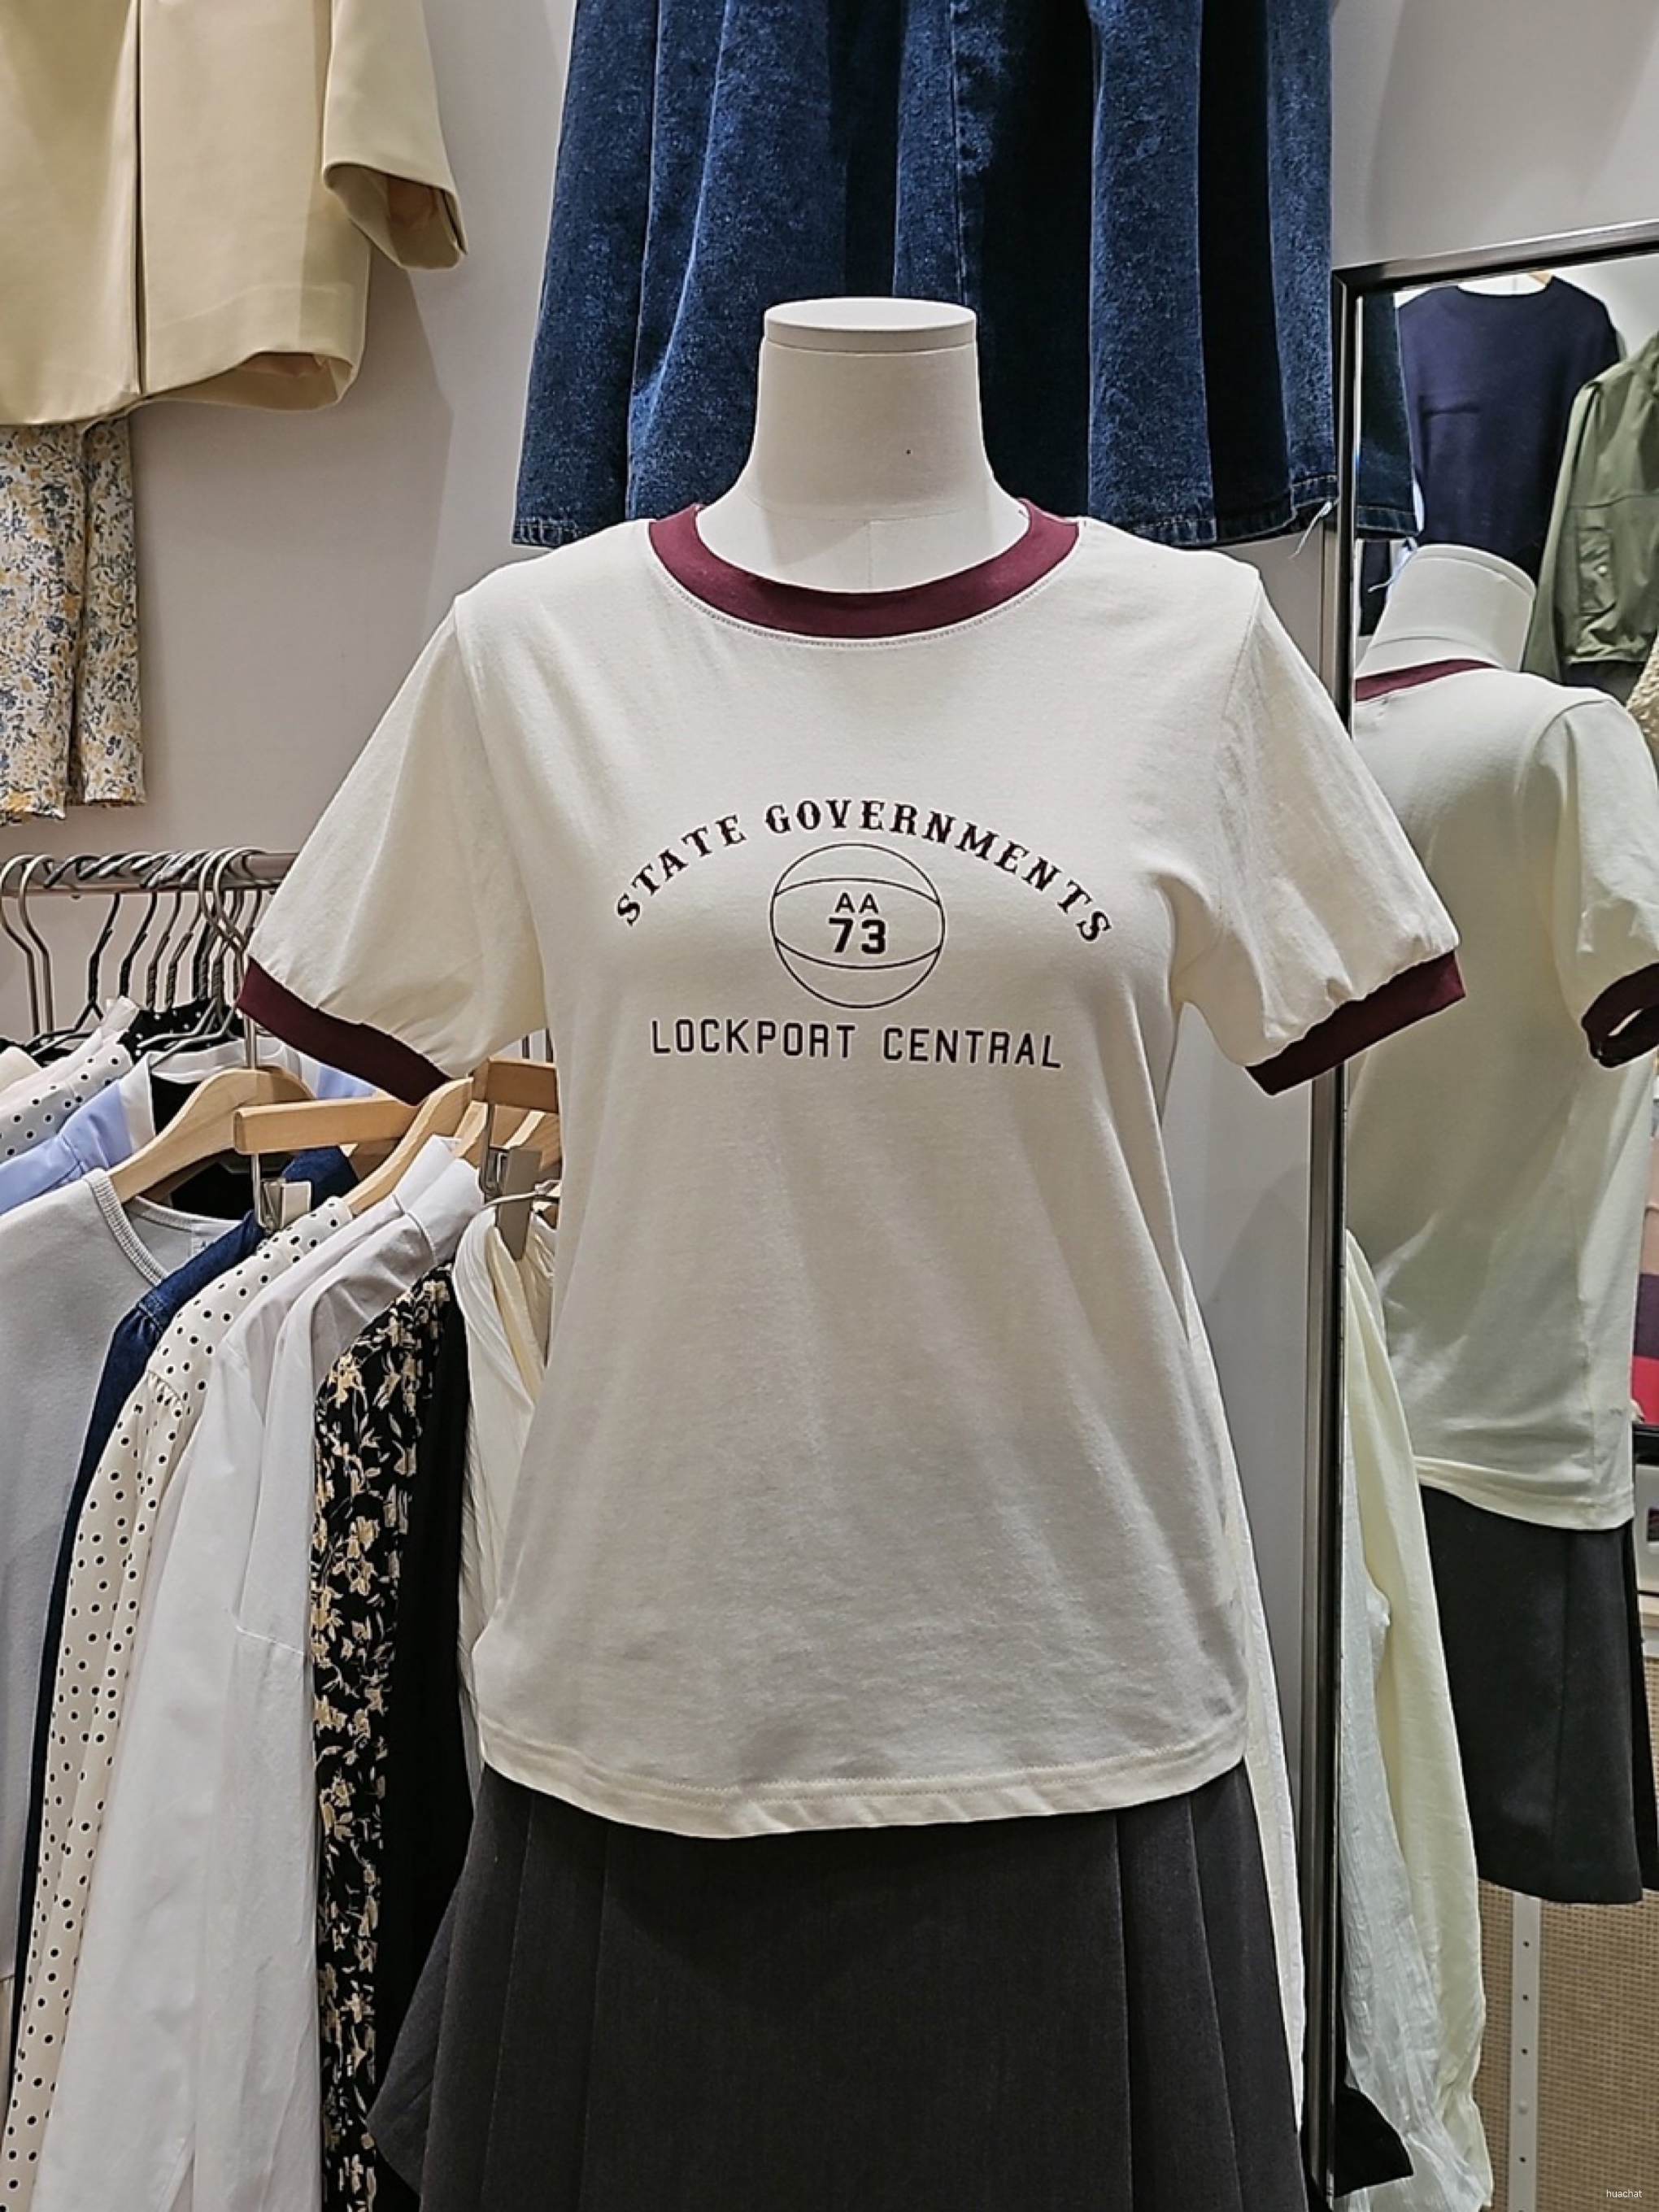 STATE GOVERNMENTS
AA
73
LOCKPORT CENTRAL
huachat